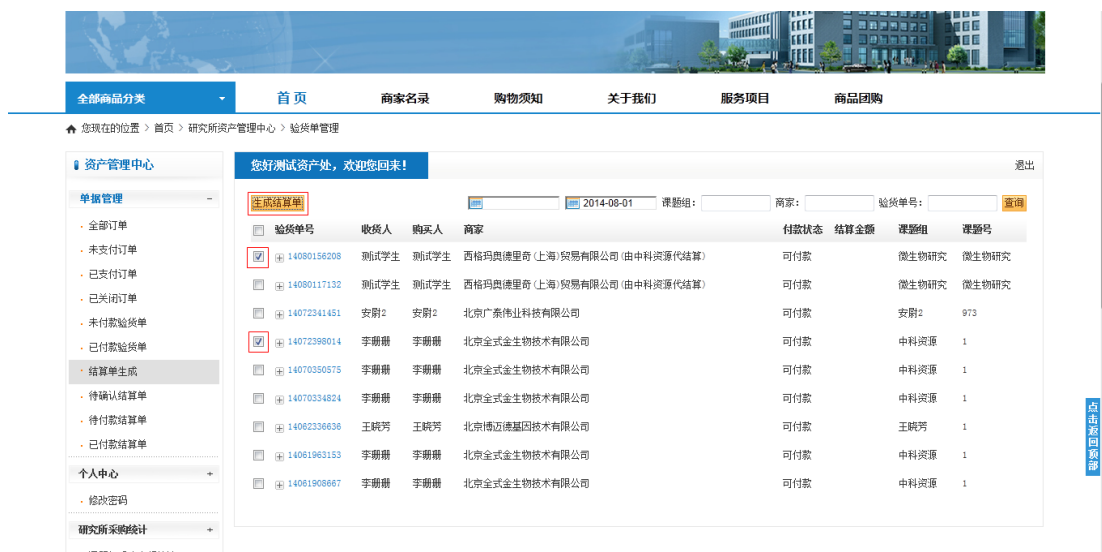 全部商品分类 首 页 商家名录 购物须知 关于我们 服务项目 商品团购
您现在的位置 > 首页 > 研究所资产管理中心 > 验货单管理
资产管理中心
您好测试资产处，欢迎您回来！ 退出
单据管理 -
全部订单
未支付订单
已支付订单
已关闭订单
未付款验货单
已付款验货单
结算单生成
待确认结算单
待付款结算单
已付款结算单
个人中心 +
修改密码
研究所采购统计 +
生成结算单 2014-08-01 课题组： 商家： 验货单号： 查询
验货单号 收货人 购买人 商家 付款状态 结算金额 课题组 课题号
14080156208 测试学生 测试学生 西格玛奥德里奇(上海)贸易有限公司(由中科资源代结算) 可付款 微生物研究 微生物研究
14080117132 测试学生 测试学生 西格玛奥德里奇(上海)贸易有限公司(由中科资源代结算) 可付款 微生物研究 微生物研究
14072341451 安尉2 安尉2 北京广泰伟业科技有限公司 可付款 安尉2 973
14072398014 李珊珊 李珊珊 北京全式金生物技术有限公司 可付款 中科资源 1
14070350575 李珊珊 李珊珊 北京全式金生物技术有限公司 可付款 中科资源 1
14070334824 李珊珊 李珊珊 北京全式金生物技术有限公司 可付款 中科资源 1
14062336636 王晓芳 王晓芳 北京博迈德基因技术有限公司 可付款 王晓芳 1
14061963153 李珊珊 李珊珊 北京全式金生物技术有限公司 可付款 中科资源 1
14061908667 李珊珊 李珊珊 北京全式金生物技术有限公司 可付款 中科资源 1
点击返回顶部